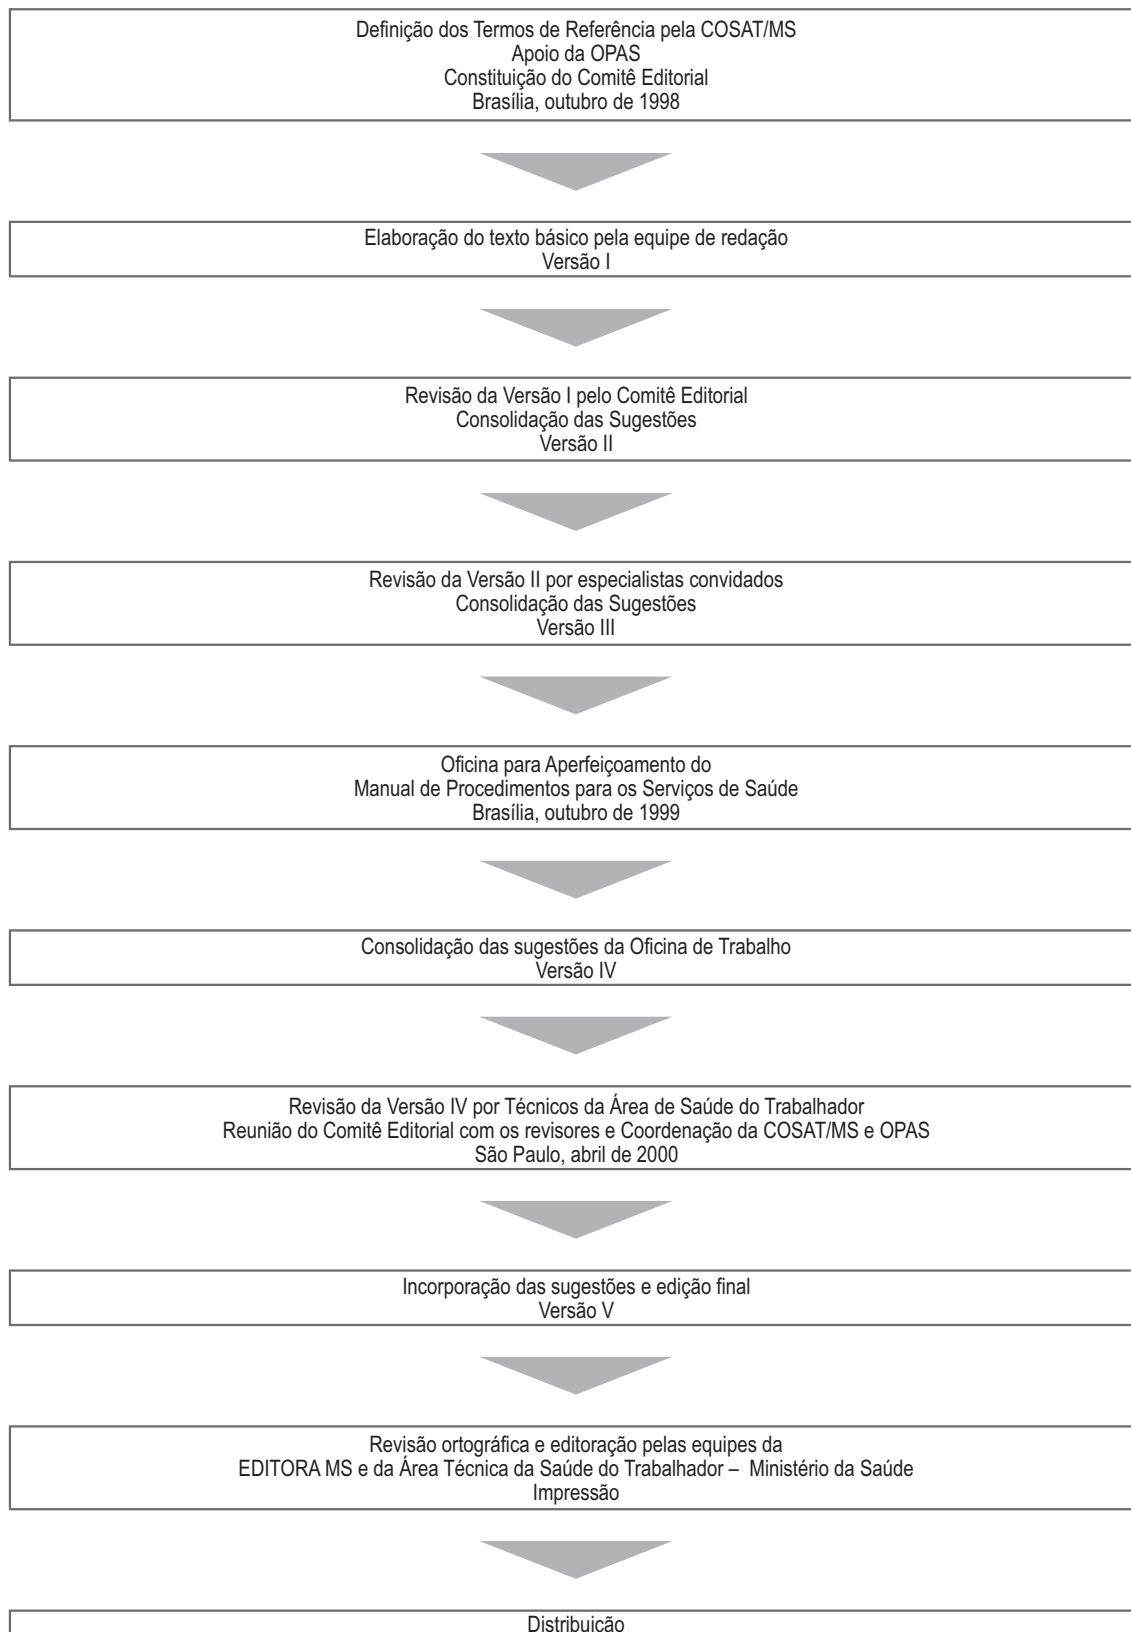 Definição dos Termos de Referência pela COSAT/MS
Apoio da OPAS
Constituição do Comitê Editorial
Brasília, outubro de 1998
Elaboração do texto básico pela equipe de redação
Versão I
Revisão da Versão I pelo Comitê Editorial
Consolidação das Sugestões
Versão II
Revisão da Versão II por especialistas convidados
Consolidação das Sugestões
Versão III
Oficina para Aperfeiçoamento do
Manual de Procedimentos para os Serviços de Saúde
Brasília, outubro de 1999
Consolidação das sugestões da Oficina de Trabalho
Versão IV
Revisão da Versão IV por Técnicos da Área de Saúde do Trabalhador
Reunião do Comitê Editorial com os revisores e Coordenação da COSAT/MS e OPAS
São Paulo, abril de 2000
Incorporação das sugestões e edição final
Versão V
Revisão ortográfica e editoração pelas equipes da
EDITORA MS e da Área Técnica da Saúde do Trabalhador – Ministério da Saúde
Impressão
Distribuição